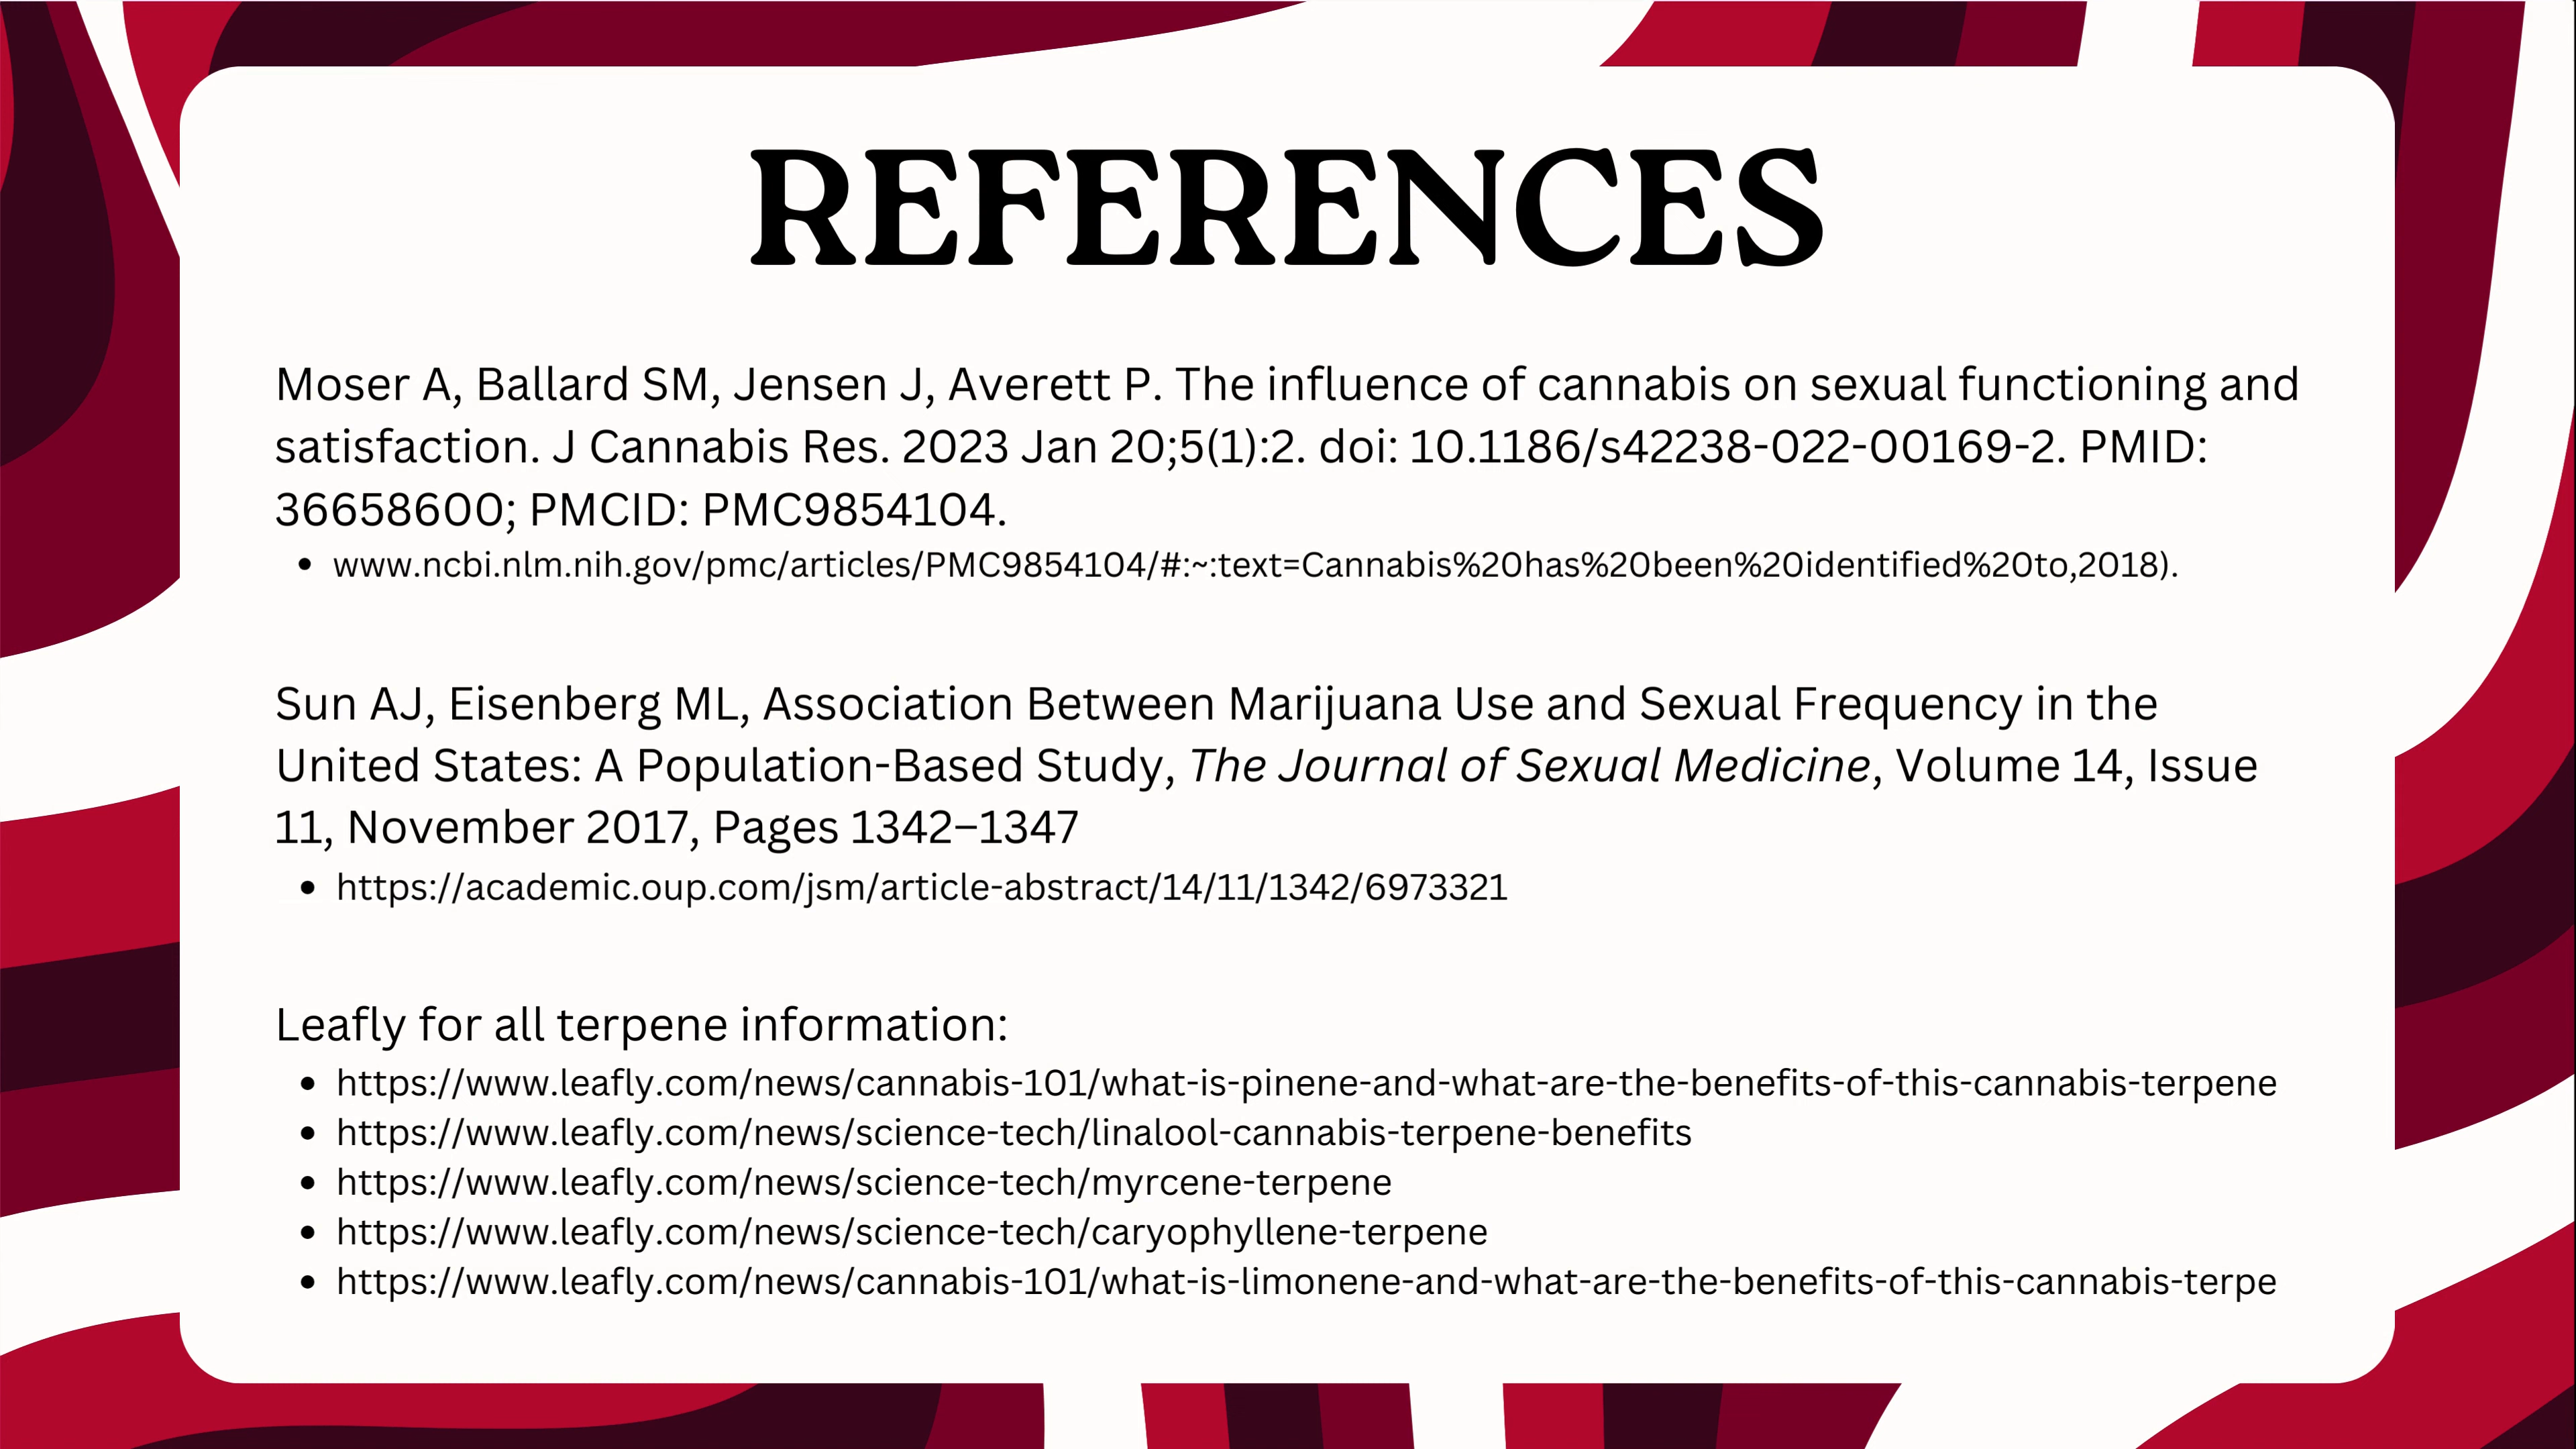 REFERENCES
Moser A, Ballard SM, Jensen J, Averett P. The influence of cannabis on sexual functioning and
satisfaction. J Cannabis Res. 2023 Jan 20;5(1):2. doi: 10.1186/s42238-022-00169-2. PMID:
36658600; PMCID: PMC9854104.
• www.ncbi.nlm.nih.gov/pmc/articles/PMC9854104/#:~:text=Cannabis%20has%20been%20identified%20to,2018).
Sun AJ, Eisenberg ML, Association Between Marijuana Use and Sexual Frequency in the
United States: A Population-Based Study, The Journal of Sexual Medicine, Volume 14, Issue
11, November 2017, Pages 1342–1347
• https://academic.oup.com/jsm/article-abstract/14/11/1342/6973321
Leafly for all terpene information:
• https://www.leafly.com/news/cannabis-101/what-is-pinene-and-what-are-the-benefits-of-this-cannabis-terpene
• https://www.leafly.com/news/science-tech/linalool-cannabis-terpene-benefits
• https://www.leafly.com/news/science-tech/myrcene-terpene
• https://www.leafly.com/news/science-tech/caryophyllene-terpene
• https://www.leafly.com/news/cannabis-101/what-is-limonene-and-what-are-the-benefits-of-this-cannabis-terpe